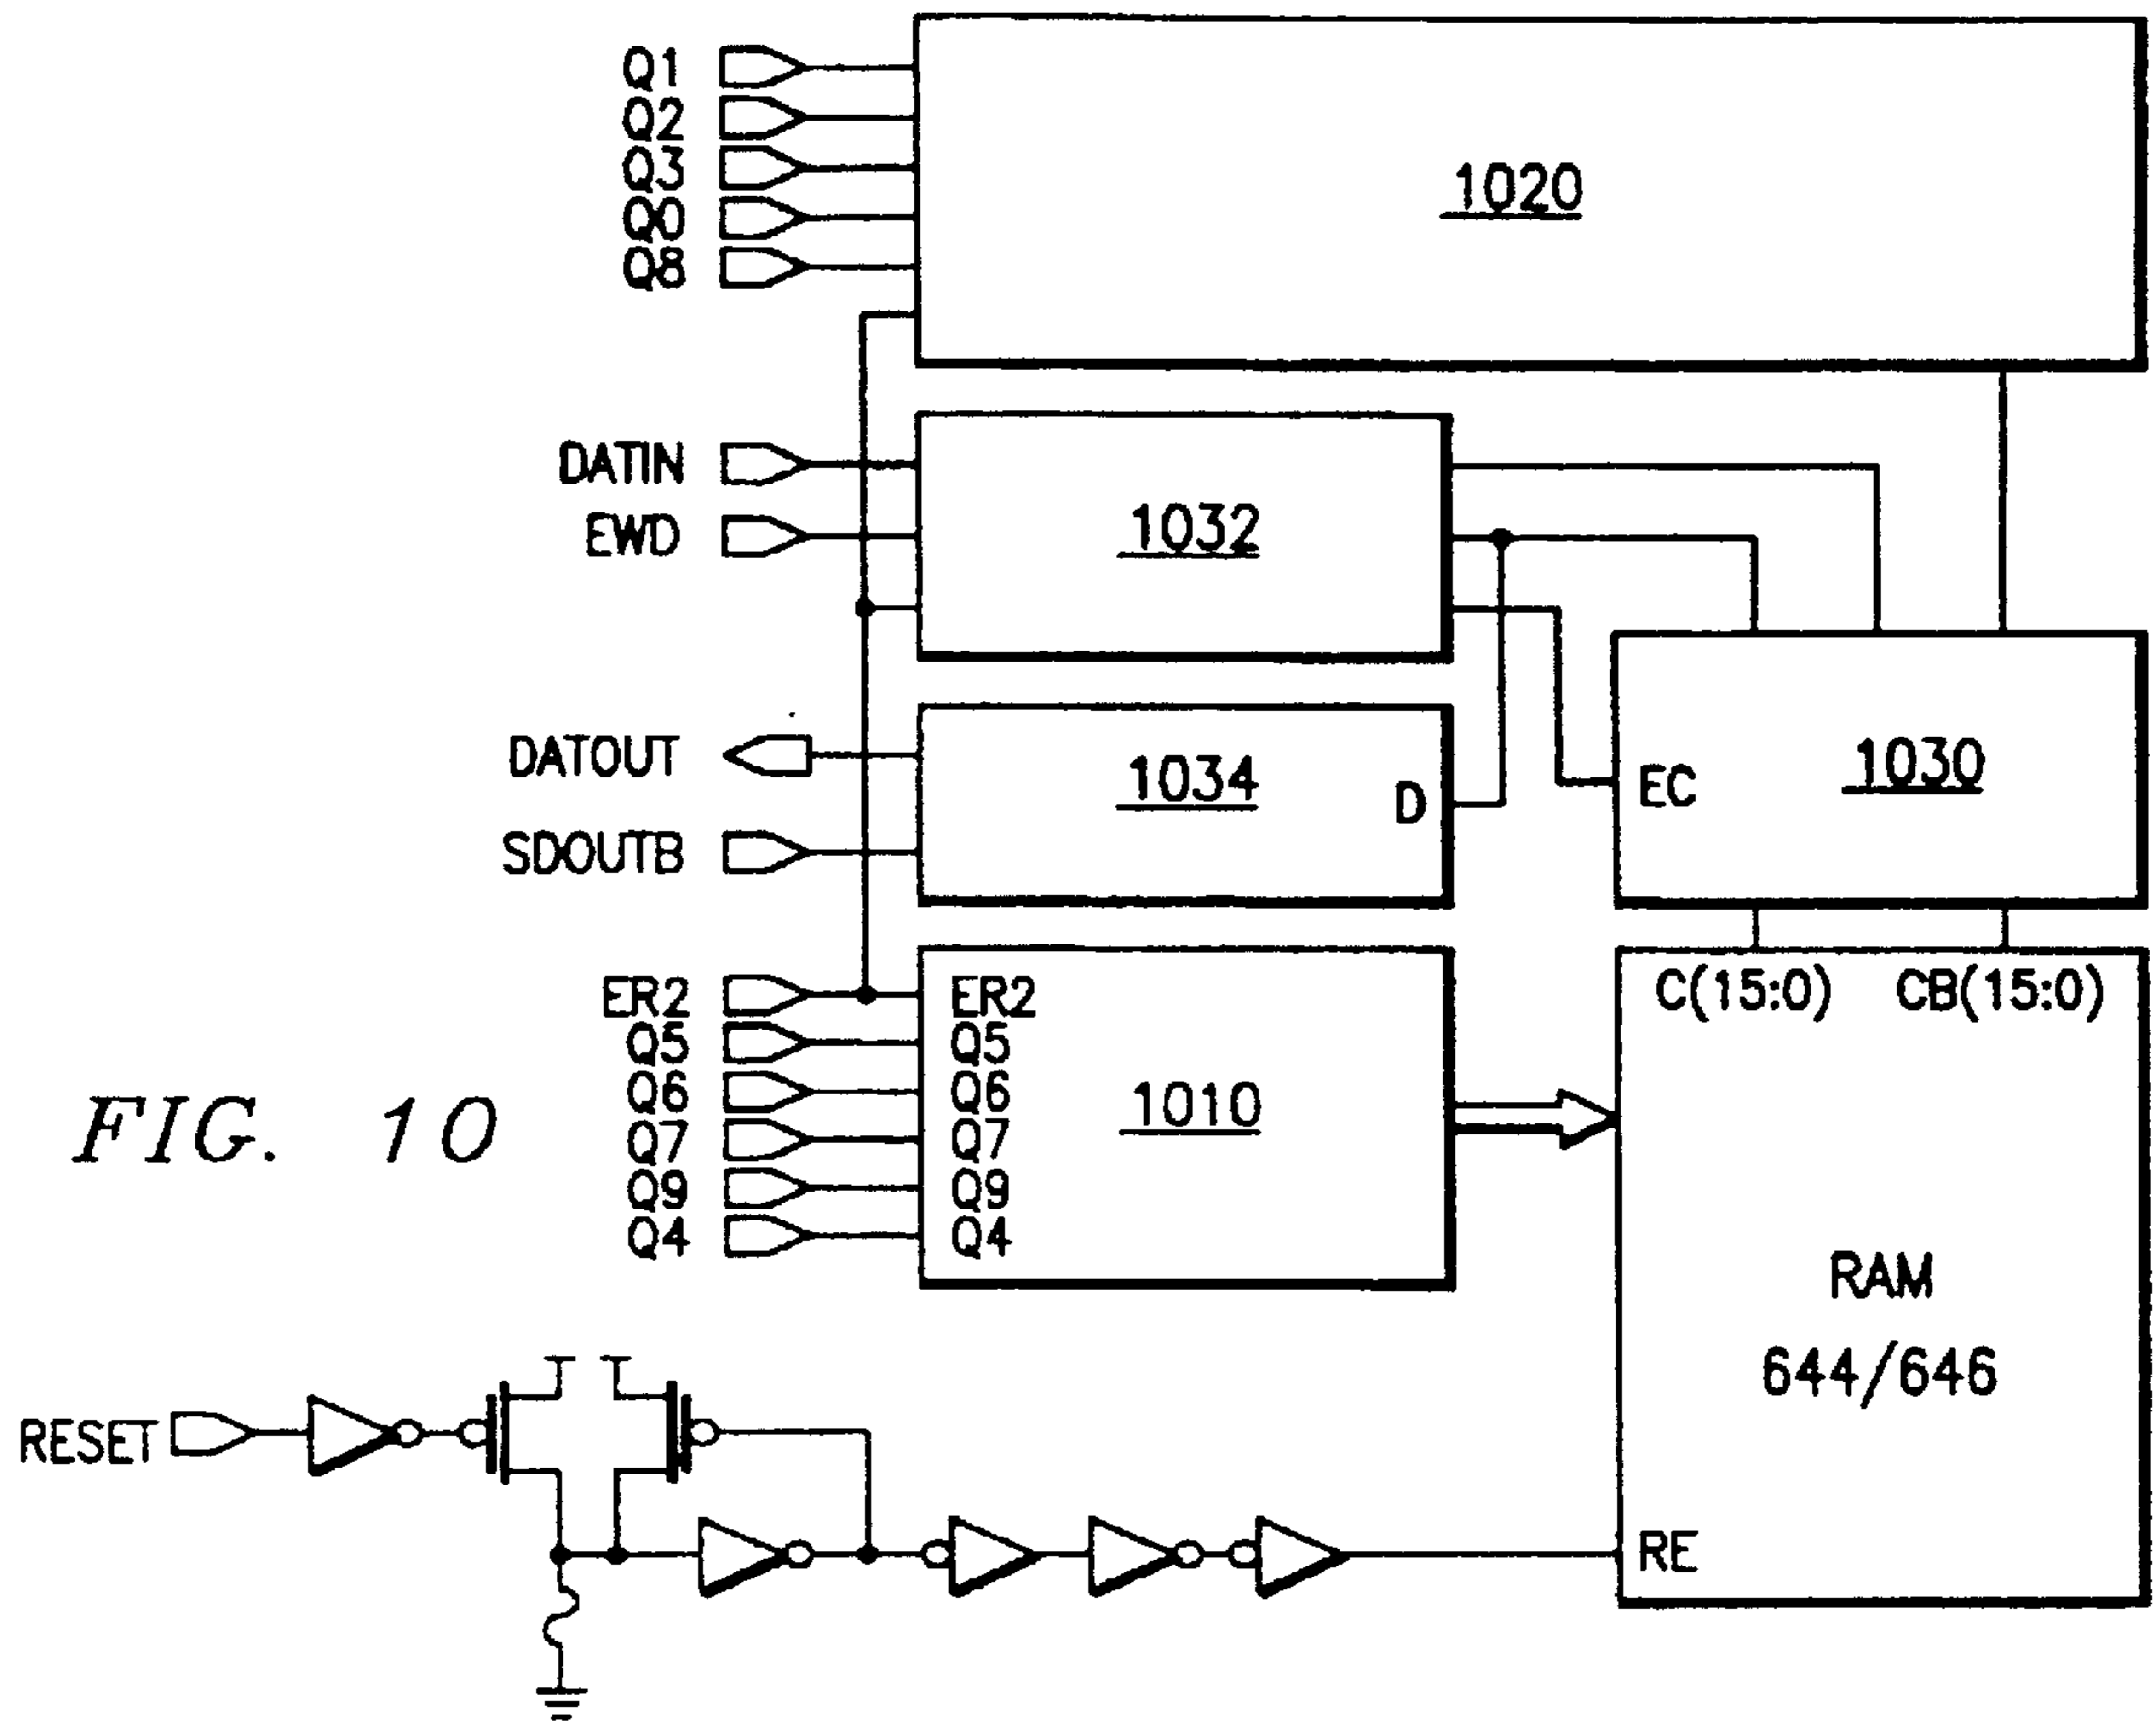 Q1
Q2
Q3
Q0
Q8
1020
DATIN
EWD
1032
DATOUT
SDOUTB
1034
D
EC
1030
ER2
Q5
Q6
Q7
Q9
Q4
ER2
Q5
Q6
Q7
Q9
Q4
1010
C(15:0) CB(15:0)
RAM
644/646
RE
FIG. 10
RESET